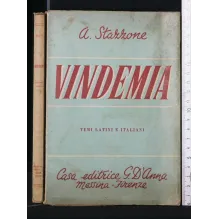 A. Stazzone
VINDEMIA
TEMI LATINI E ITALIANI
Casa editrice G. D'Anna
Messina - Firenze